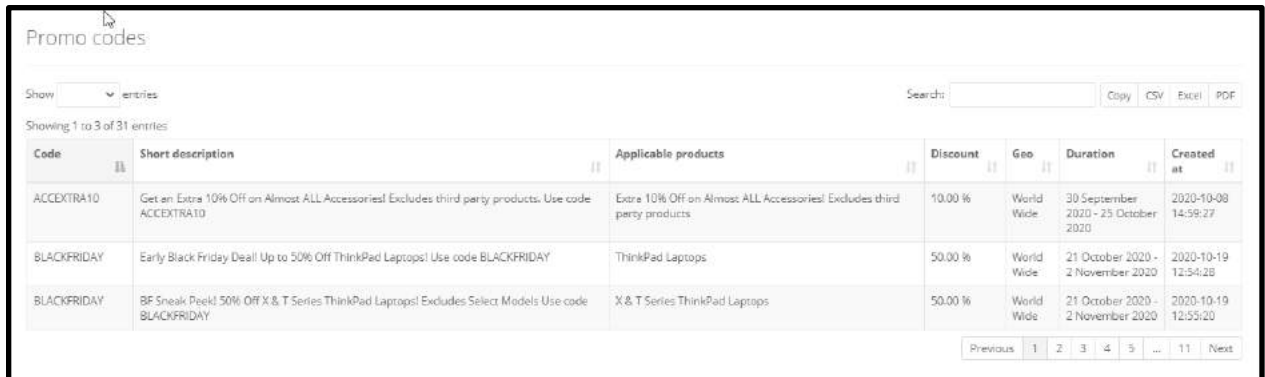 Promo codes
Show entries Search: Copy CSV Excel PDF
Showing 1 to 3 of 31 entries
Code Short description Applicable products Discount Geo Duration Created at
ACCEXTRA10 Get an Extra 10% Off on Almost ALL Accessories! Excludes third party products. Use code ACCEXTRA10 Extra 10% Off on Almost ALL Accessories! Excludes third party products 10.00 % World Wide 30 September 2020 - 25 October 2020 2020-10-08 14:59:27
BLACKFRIDAY Early Black Friday Deal! Up to 50% Off ThinkPad Laptops! Use code BLACKFRIDAY ThinkPad Laptops 50.00 % World Wide 21 October 2020 - 2 November 2020 2020-10-19 12:54:28
BLACKFRIDAY BF Sneak Peek! 50% Off X & T Series ThinkPad Laptops! Excludes Select Models Use code BLACKFRIDAY X & T Series ThinkPad Laptops 50.00 % World Wide 21 October 2020 - 2 November 2020 2020-10-19 12:55:20
Previous 1 2 3 4 5 ... 11 Next